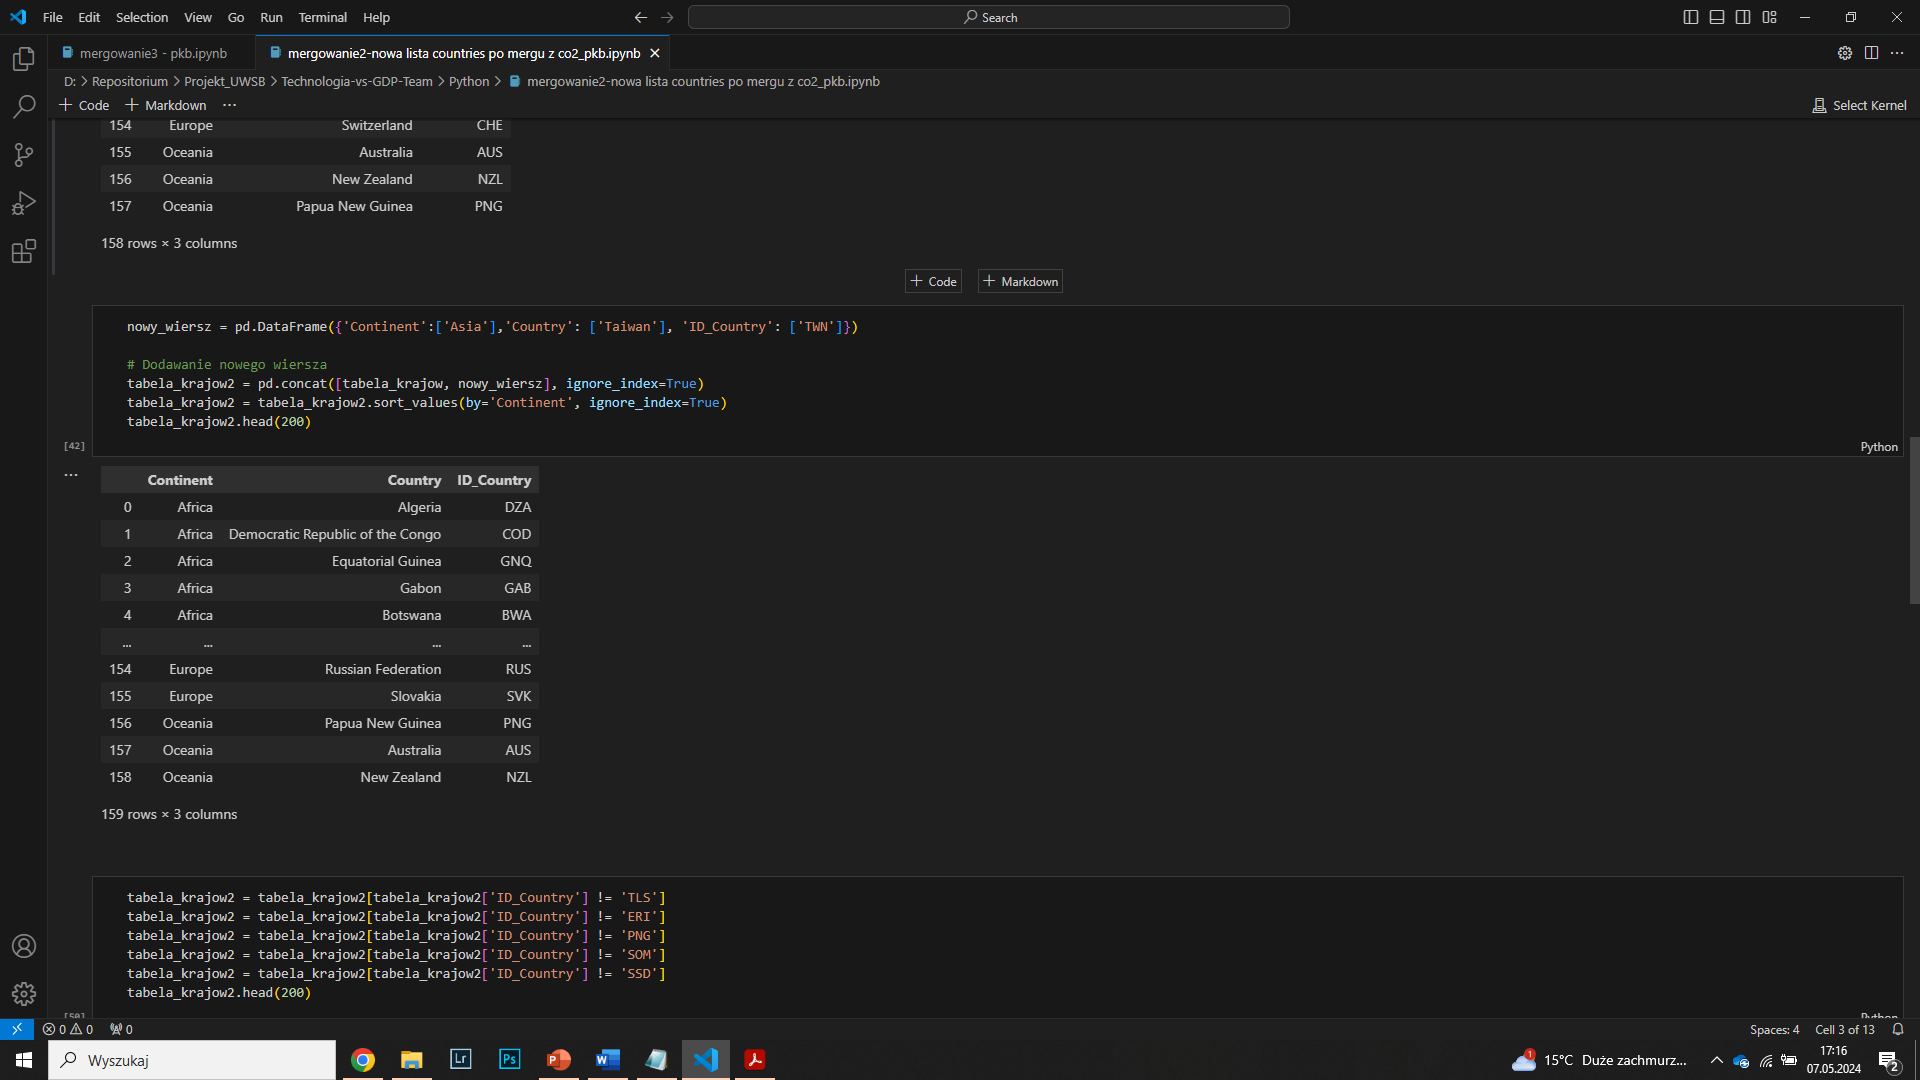 File Edit Selection View Go Run Terminal Help
Search
mergowanie3 - pkb.ipynb
mergowanie2-nowa lista countries po mergu z co2_pkb.ipynb
D: > Repositorium > Projekt_UWSB > Technologia-vs-GDP-Team > Python > mergowanie2-nowa lista countries po mergu z co2_pkb.ipynb
+ Code + Markdown ...
Select Kernel
154 Europe Switzerland CHE
155 Oceania Australia AUS
156 Oceania New Zealand NZL
157 Oceania Papua New Guinea PNG
158 rows × 3 columns
+ Code + Markdown
nowy_wiersz = pd.DataFrame({'Continent':['Asia'],'Country': ['Taiwan'], 'ID_Country': ['TWN']})
# Dodawanie nowego wiersza
tabela_krajow2 = pd.concat([tabela_krajow, nowy_wiersz], ignore_index=True)
tabela_krajow2 = tabela_krajow2.sort_values(by='Continent', ignore_index=True)
tabela_krajow2.head(200)
[42]
Python
...
Continent Country ID_Country
0 Africa Algeria DZA
1 Africa Democratic Republic of the Congo COD
2 Africa Equatorial Guinea GNQ
3 Africa Gabon GAB
4 Africa Botswana BWA
... ... ... ...
154 Europe Russian Federation RUS
155 Europe Slovakia SVK
156 Oceania Papua New Guinea PNG
157 Oceania Australia AUS
158 Oceania New Zealand NZL
159 rows × 3 columns
tabela_krajow2 = tabela_krajow2[tabela_krajow2['ID_Country'] != 'TLS']
tabela_krajow2 = tabela_krajow2[tabela_krajow2['ID_Country'] != 'ERI']
tabela_krajow2 = tabela_krajow2[tabela_krajow2['ID_Country'] != 'PNG']
tabela_krajow2 = tabela_krajow2[tabela_krajow2['ID_Country'] != 'SOM']
tabela_krajow2 = tabela_krajow2[tabela_krajow2['ID_Country'] != 'SSD']
tabela_krajow2.head(200)
[50]
Python
0 0 0
Spaces: 4 Cell 3 of 13
Wyszukaj
Lr
Ps
1
15°C Duże zachmurz...
17:16
07.05.2024
2